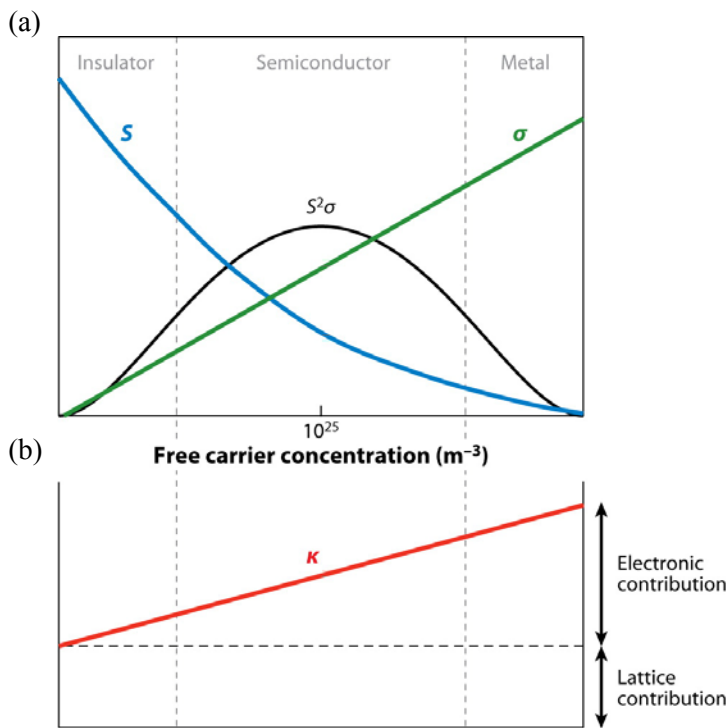 (a)
Insulator Semiconductor Metal
S
σ
S²σ
10²⁵
Free carrier concentration (m⁻³)
(b)
κ
Electronic
contribution
Lattice
contribution